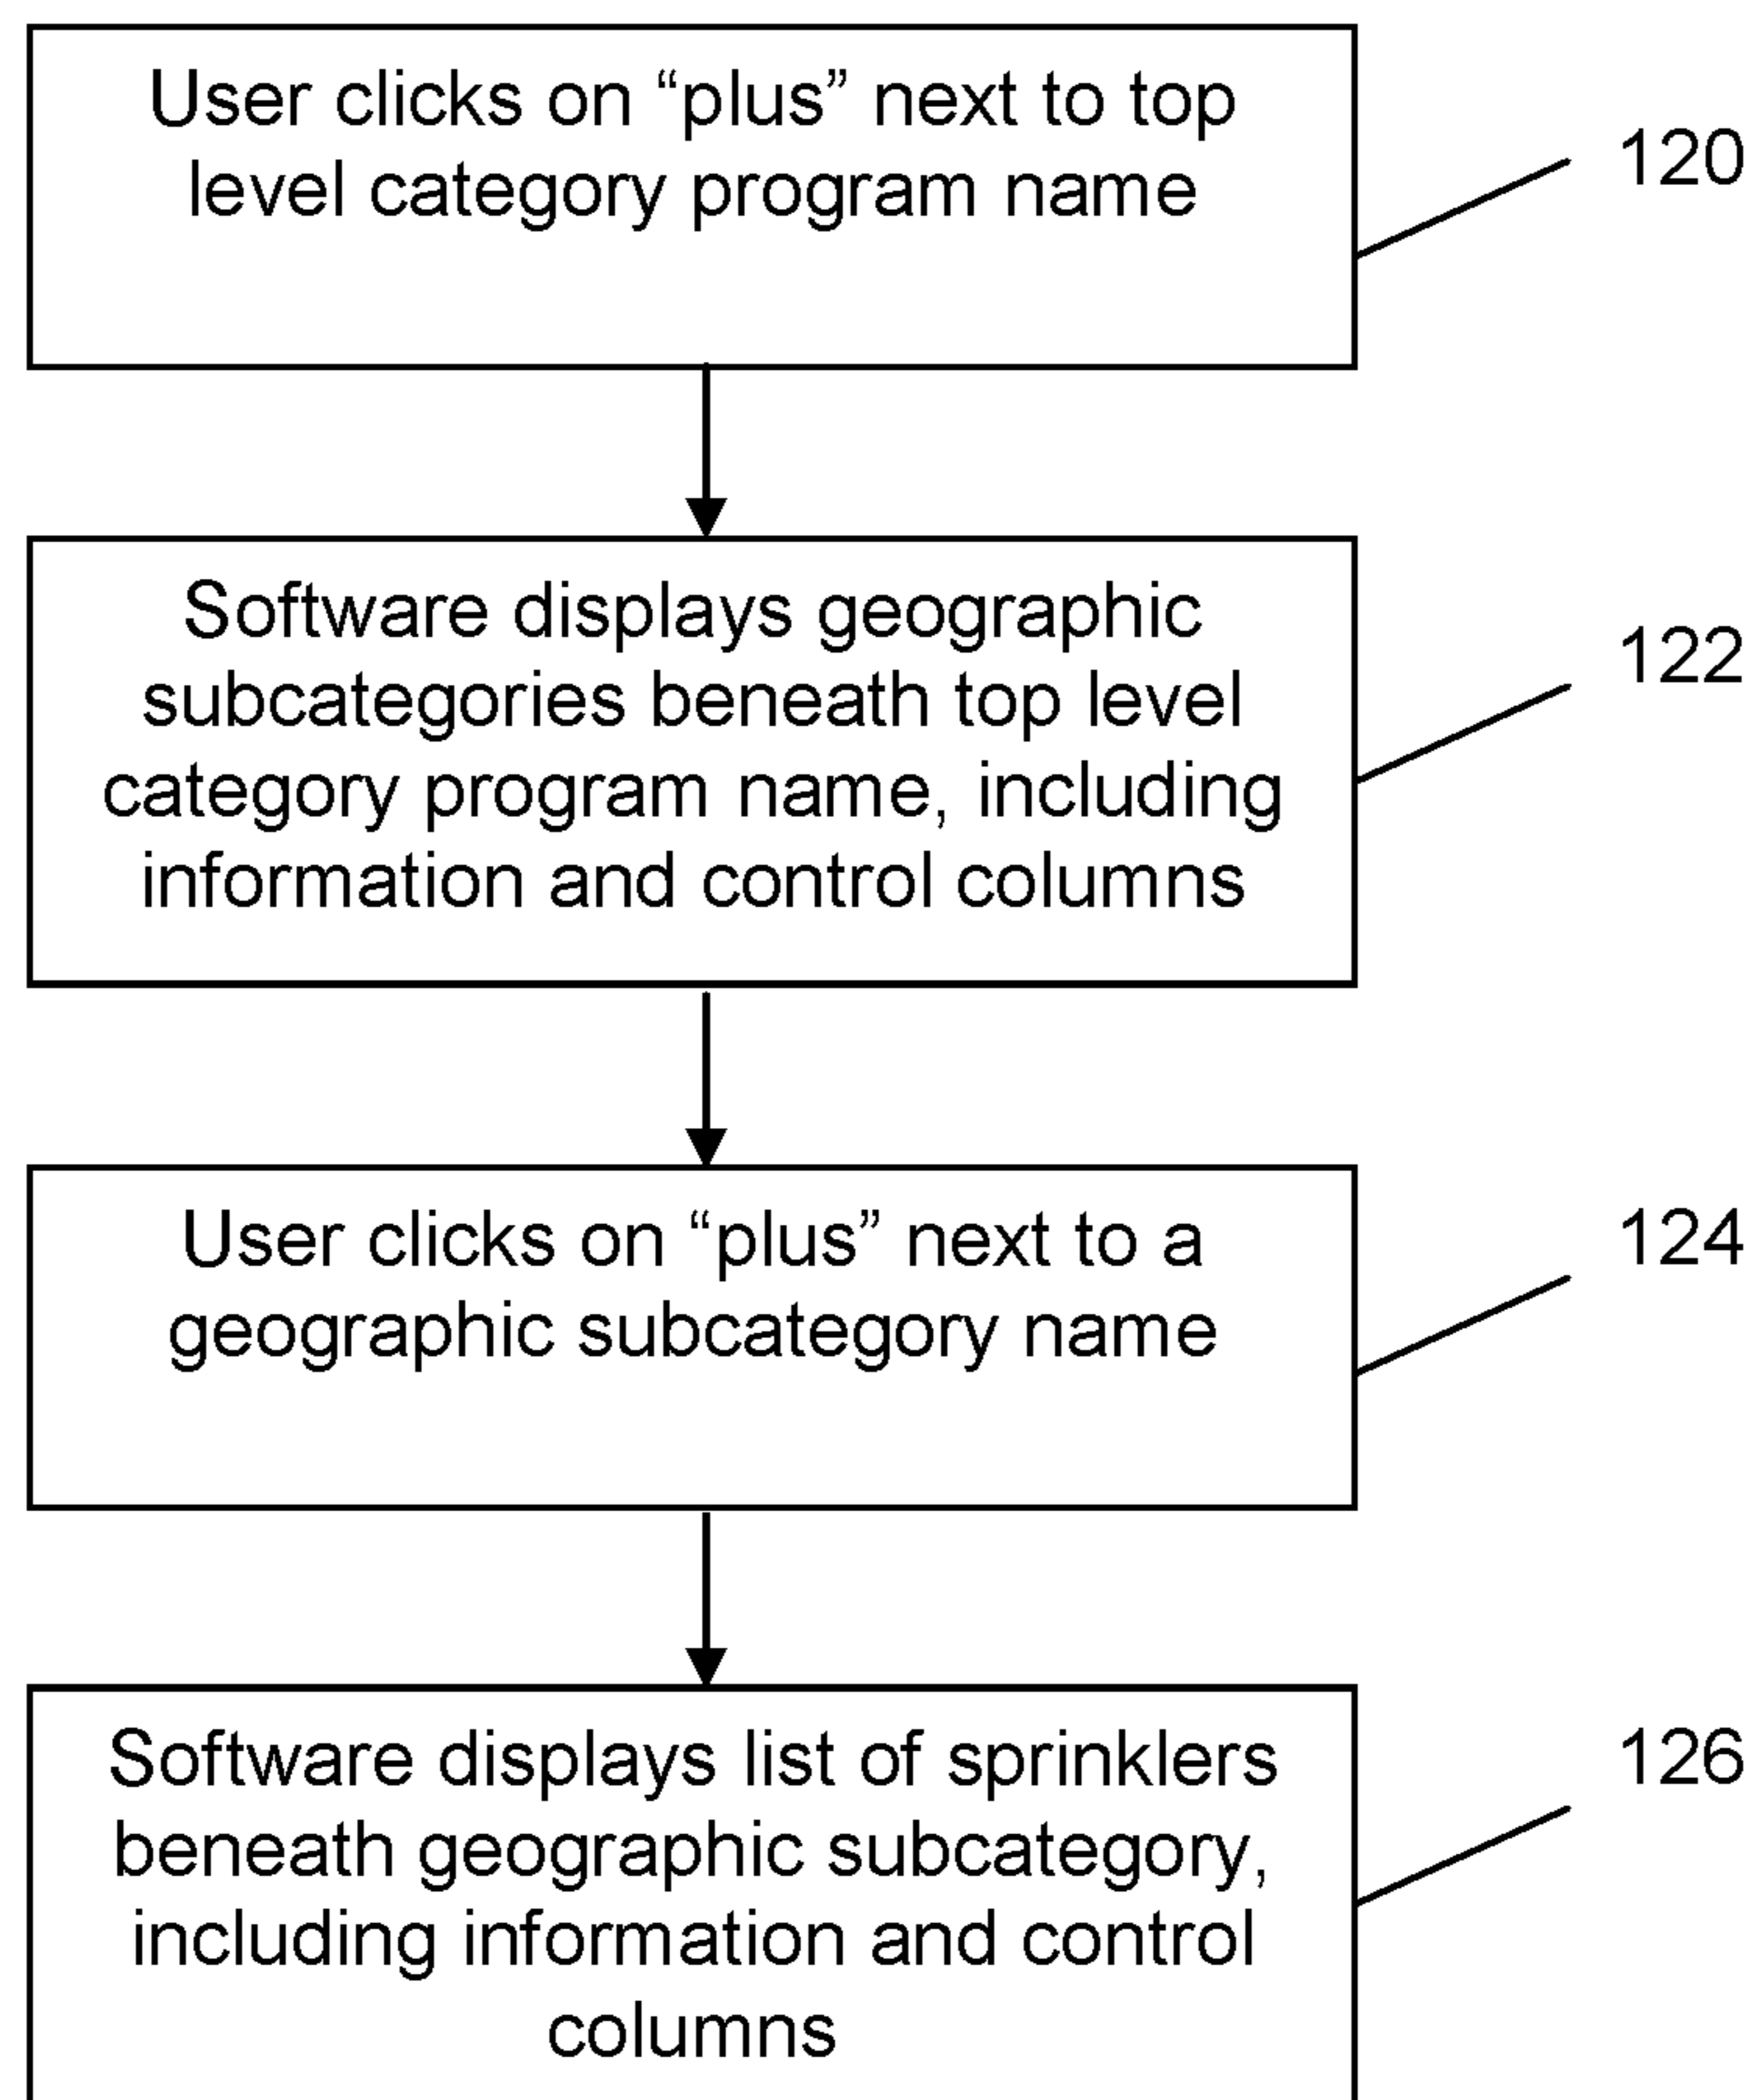 User clicks on “plus” next to top
level category program name
120
Software displays geographic
subcategories beneath top level
category program name, including
information and control columns
122
User clicks on “plus” next to a
geographic subcategory name
124
Software displays list of sprinklers
beneath geographic subcategory,
including information and control
columns
126